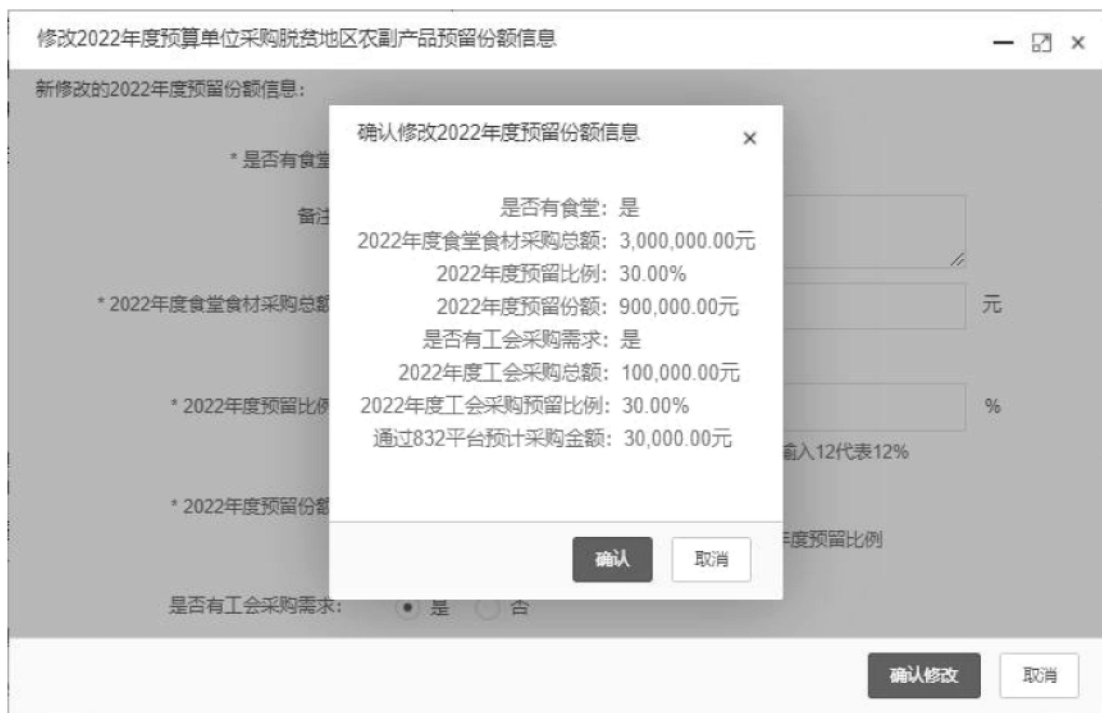 修改2022年度预算单位采购脱贫地区农副产品预留份额信息
新修改的2022年度预留份额信息：
确认修改2022年度预留份额信息
* 是否有食堂
是否有食堂：是
备注
2022年度食堂食材采购总额：3,000,000.00元
2022年度预留比例：30.00%
* 2022年度食堂食材采购总额
元
2022年度预留份额：900,000.00元
是否有工会采购需求：是
2022年度工会采购总额：100,000.00元
* 2022年度预留比例
%
2022年度工会采购预留比例：30.00%
通过832平台预计采购金额：30,000.00元
输入12代表12%
* 2022年度预留份额
年度预留比例
确认
取消
是否有工会采购需求：
是
否
确认修改
取消